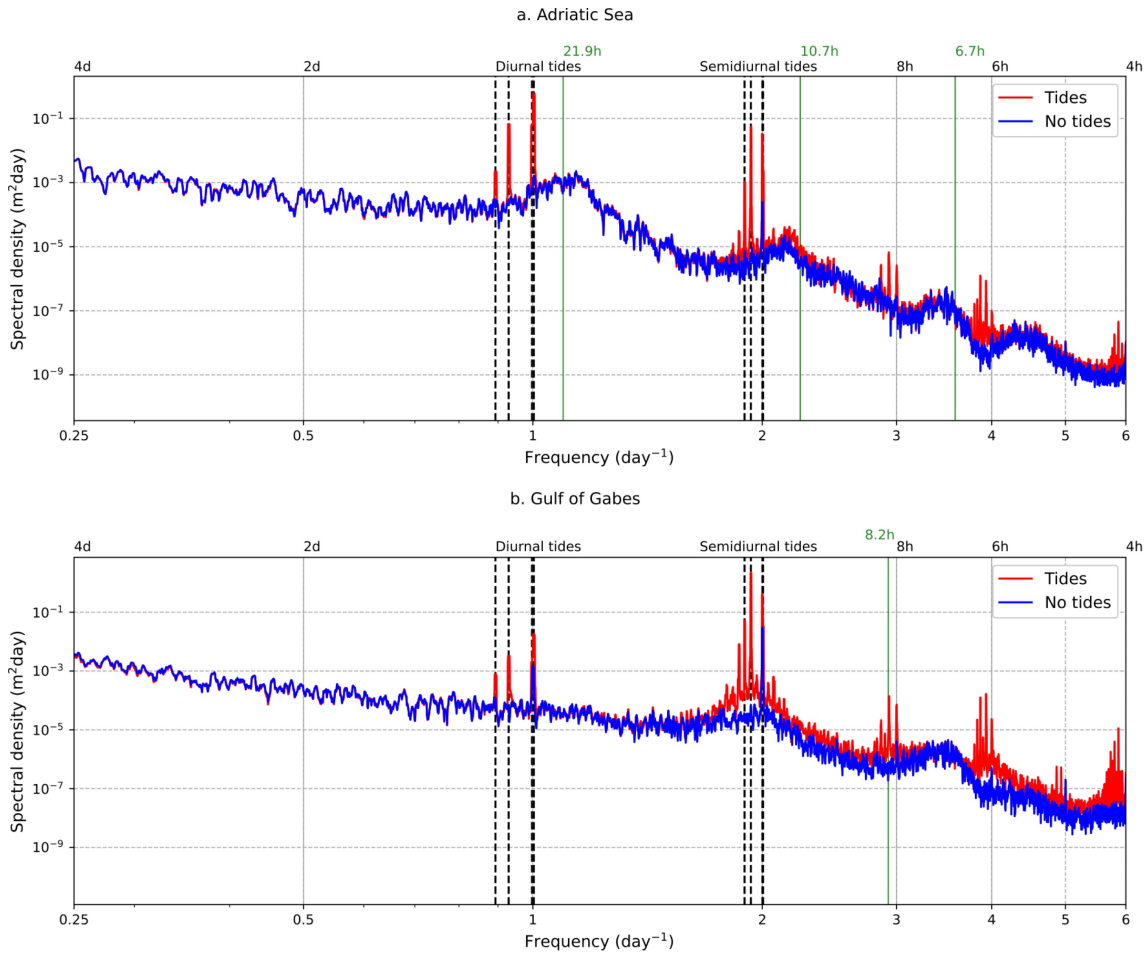 a. Adriatic Sea
21.9h 10.7h 6.7h
4d 2d Diurnal tides Semidiurnal tides 8h 6h 4h
Tides
No tides
10⁻¹
10⁻³
10⁻⁵
10⁻⁷
10⁻⁹
Spectral density (m²day)
0.25 0.5 1 2 3 4 5 6
Frequency (day⁻¹)
b. Gulf of Gabes
8.2h
4d 2d Diurnal tides Semidiurnal tides 8h 6h 4h
Tides
No tides
10⁻¹
10⁻³
10⁻⁵
10⁻⁷
10⁻⁹
Spectral density (m²day)
0.25 0.5 1 2 3 4 5 6
Frequency (day⁻¹)